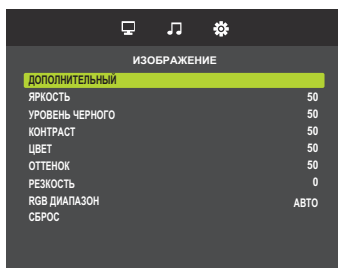 ИЗОБРАЖЕНИЕ
ДОПОЛНИТЕЛЬНЫЙ
ЯРКОСТЬ 50
УРОВЕНЬ ЧЕРНОГО 50
КОНТРАСТ 50
ЦВЕТ 50
ОТТЕНОК 50
РЕЗКОСТЬ 0
RGB ДИАПАЗОН АВТО
СБРОС